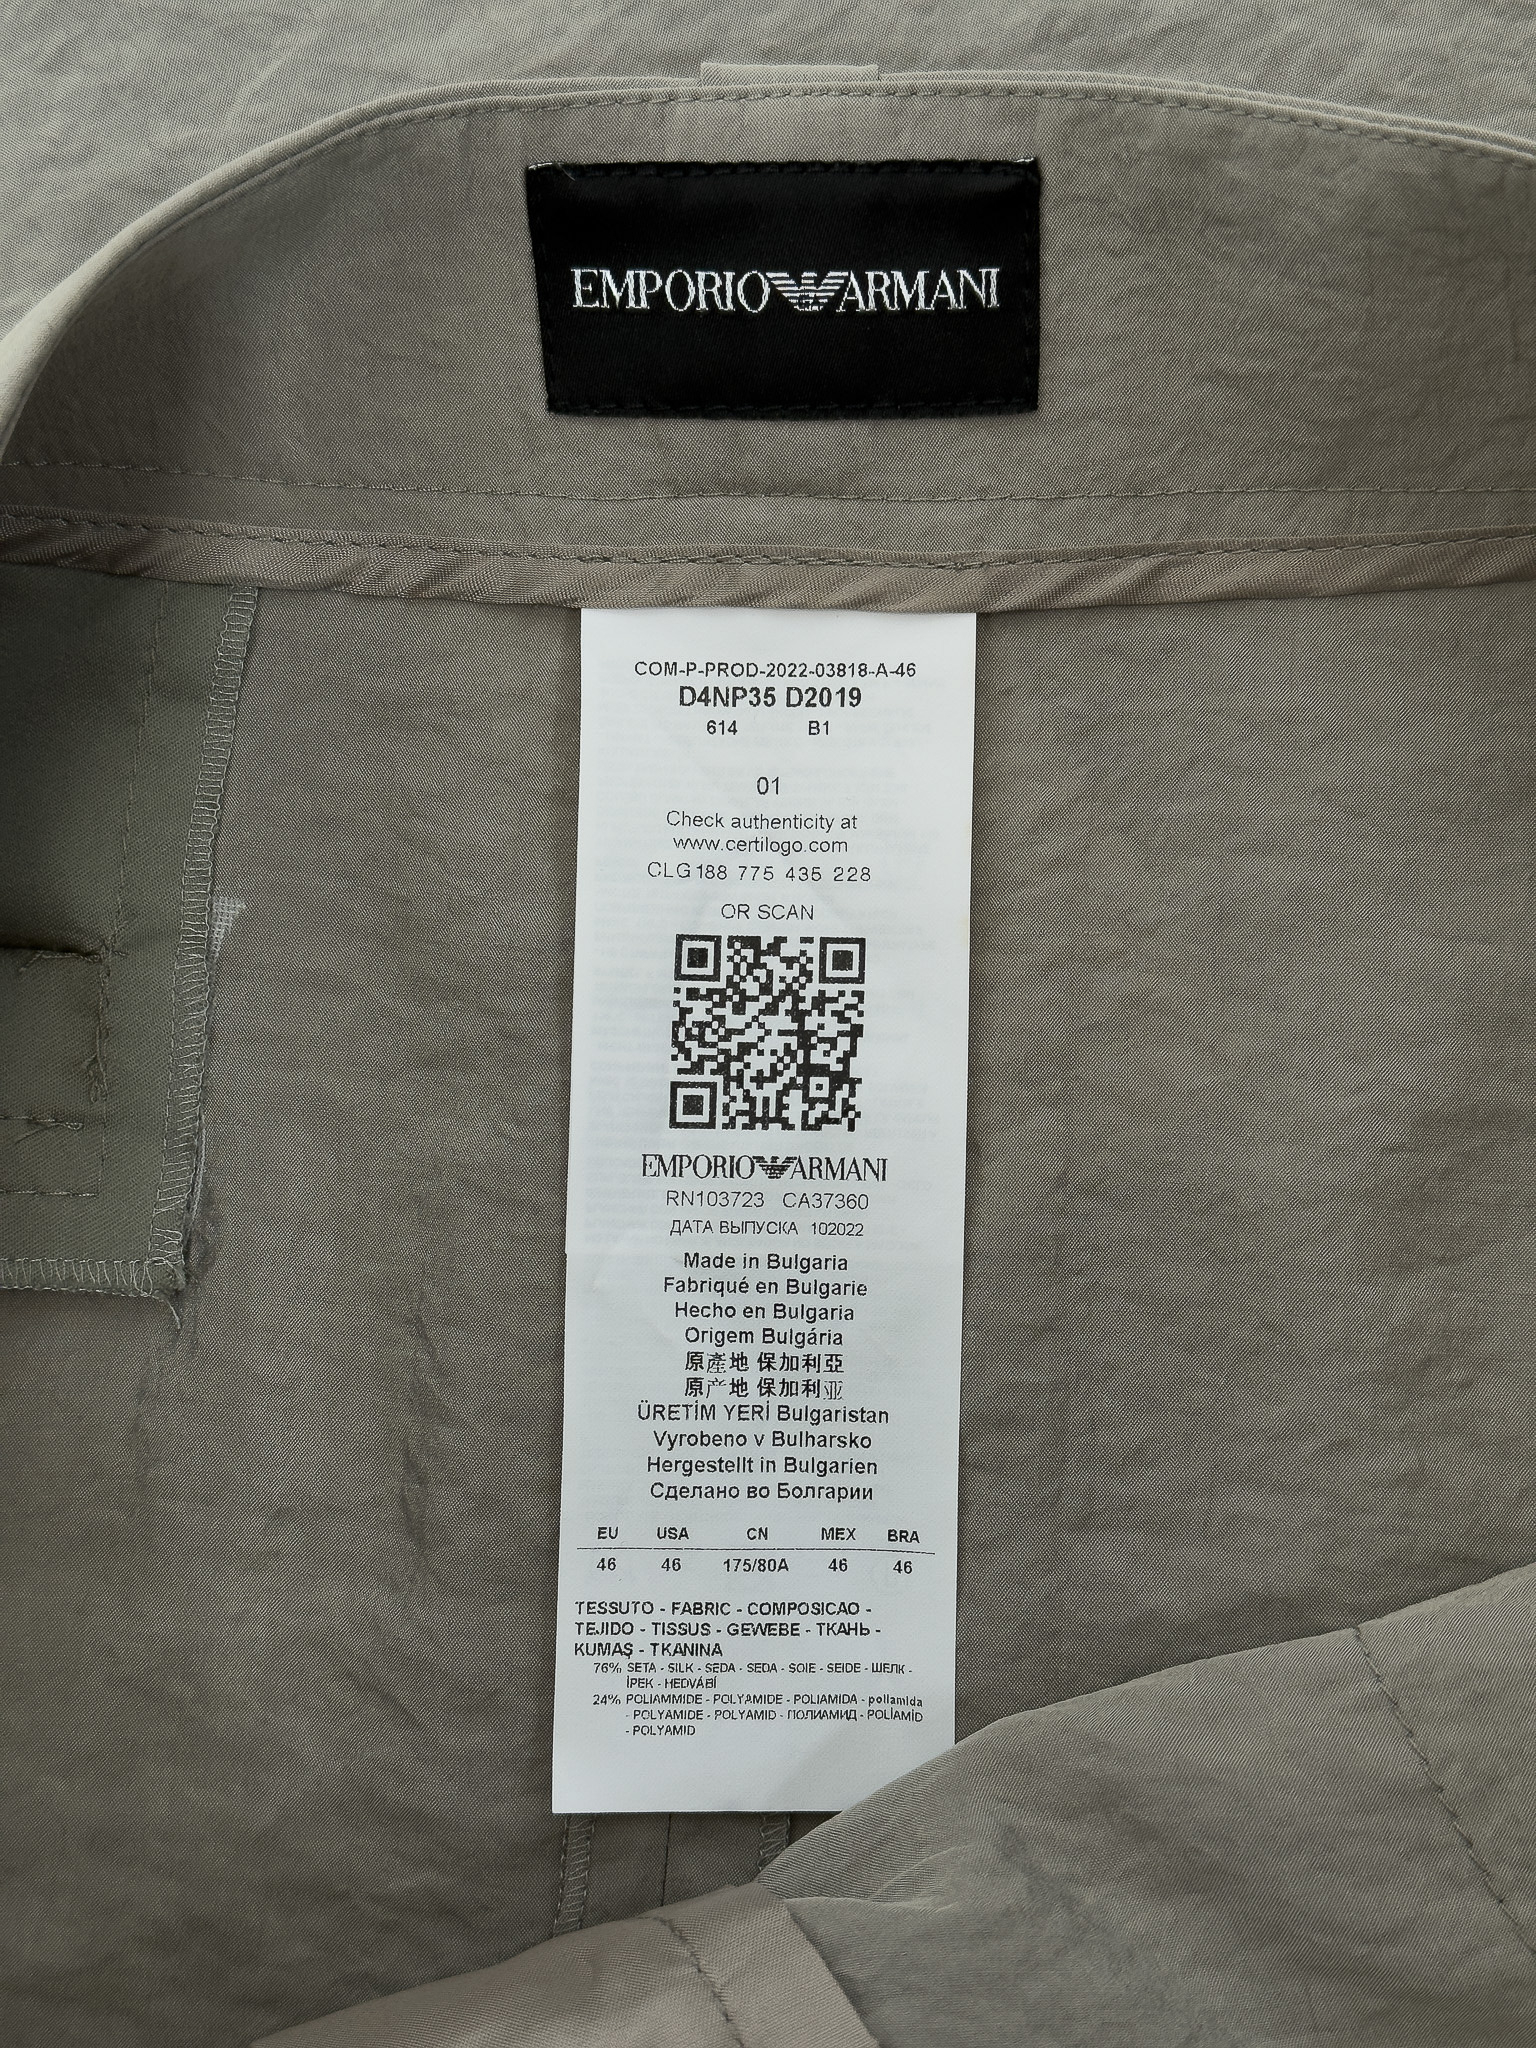 EMPORIO ARMANI
COM-P-PROD-2022-03818-A-46
D4NP35 D2019
614 B1
01
Check authenticity at
www.certilogo.com
CLG 188 775 435 228
OR SCAN
EMPORIO ARMANI
RN103723 CA37360
ДАТА ВЫПУСКА 102022
Made in Bulgaria
Fabriqué en Bulgarie
Hecho en Bulgaria
Origem Bulgária
原產地 保加利亞
原产地 保加利亚
ÜRETİM YERİ Bulgaristan
Vyrobeno v Bulharsko
Hergestellt in Bulgarien
Сделано во Болгарии
EU USA CN MEX BRA
46 46 175/80A 46 46
TESSUTO - FABRIC - COMPOSICAO -
TEJIDO - TISSUS - GEWEBE - ТКАНЬ -
KUMAŞ - TKANINA
76% SETA - SILK - SEDA - SEDA - SOIE - SEIDE - ШЕЛК -
İPEK - HEDVÁBÍ
24% POLIAMMIDE - POLYAMIDE - POLIAMIDA - poliamida
- POLYAMIDE - POLYAMID - ПОЛИАМИД - POLİAMİD
- POLYAMID